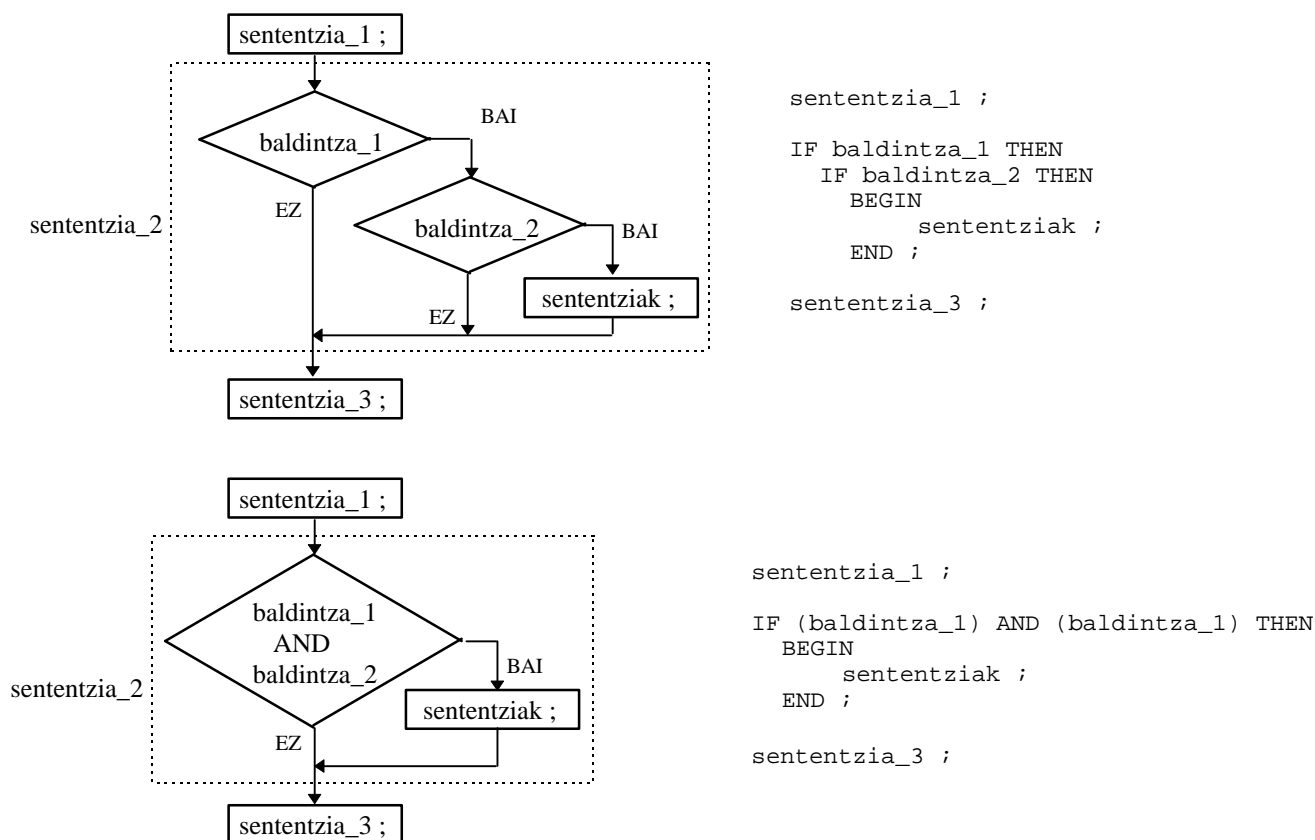 sententzia_1 ;
baldintza_1
BAI
EZ
baldintza_2
BAI
sententzia_2
sententziak ;
EZ
sententzia_3 ;
sententzia_1 ;
IF baldintza_1 THEN
IF baldintza_2 THEN
BEGIN
sententziak ;
END ;
sententzia_3 ;
sententzia_1 ;
baldintza_1
AND
baldintza_2
BAI
sententzia_2
sententziak ;
EZ
sententzia_3 ;
sententzia_1 ;
IF (baldintza_1) AND (baldintza_1) THEN
BEGIN
sententziak ;
END ;
sententzia_3 ;